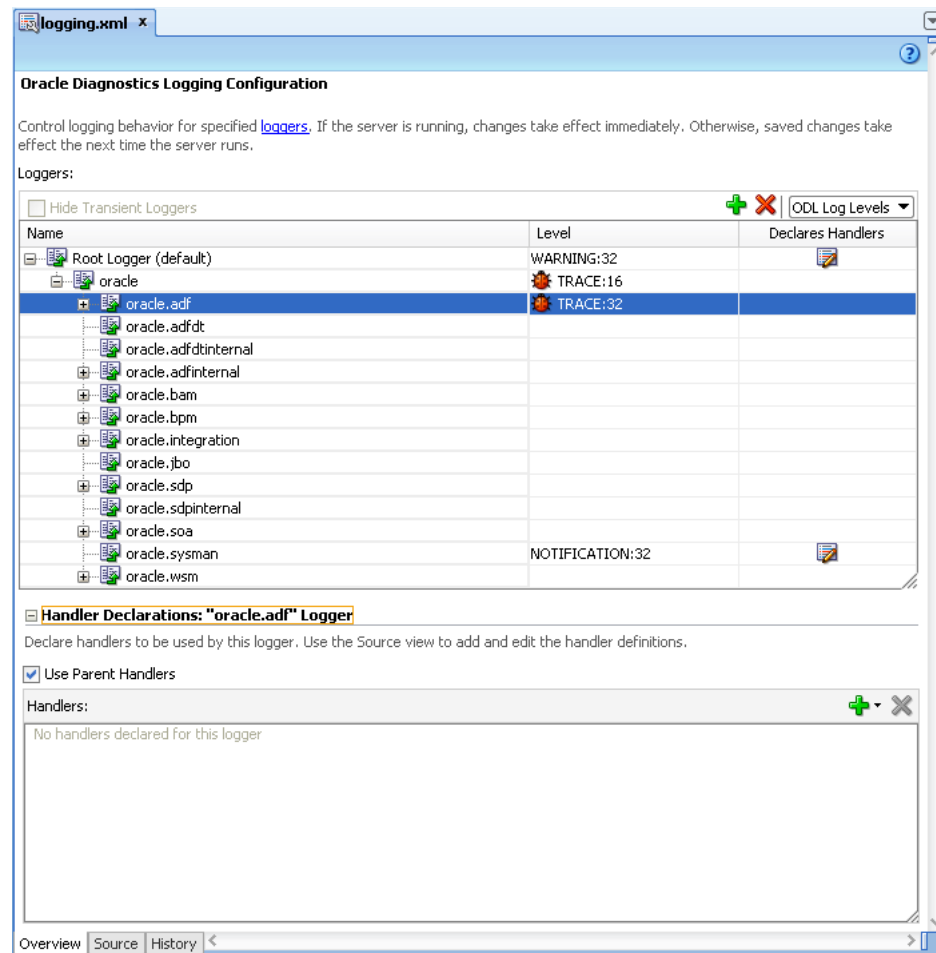 logging.xml x
Oracle Diagnostics Logging Configuration
Control logging behavior for specified loggers. If the server is running, changes take effect immediately. Otherwise, saved changes take
effect the next time the server runs.
Loggers:
Hide Transient Loggers ODL Log Levels
Name Level Declares Handlers
Root Logger (default) WARNING:32
oracle TRACE:16
oracle.adf TRACE:32
oracle.adfdt
oracle.adfdtinternal
oracle.adfinternal
oracle.bam
oracle.bpm
oracle.integration
oracle.jbo
oracle.sdp
oracle.sdpinternal
oracle.soa
oracle.sysman NOTIFICATION:32
oracle.wsm
Handler Declarations: "oracle.adf" Logger
Declare handlers to be used by this logger. Use the Source view to add and edit the handler definitions.
Use Parent Handlers
Handlers:
No handlers declared for this logger
Overview Source History